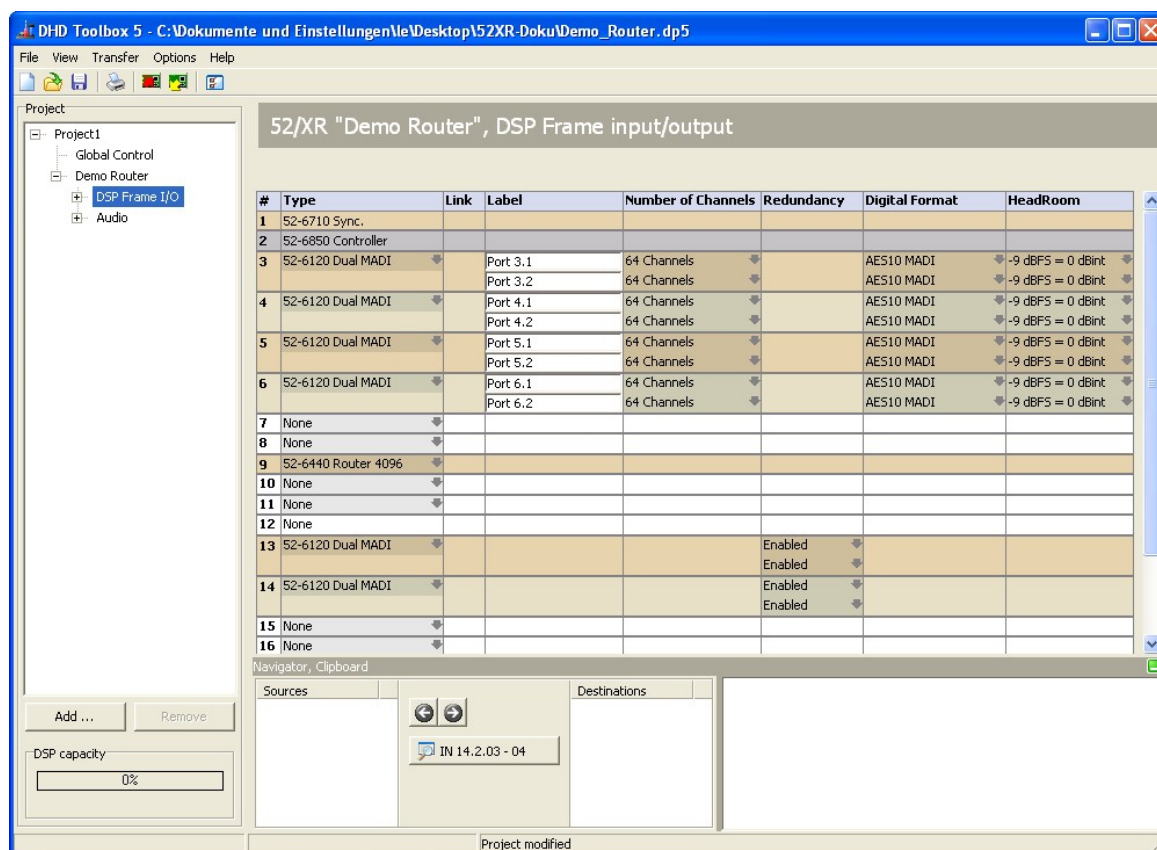 DHD Toolbox 5 - C:\Dokumente und Einstellungen\le\Desktop\52XR-Doku\Demo_Router.dp5
File View Transfer Options Help
Project
Project1
Global Control
Demo Router
DSP Frame I/O
Audio
Add ...
Remove
DSP capacity
0%
52/XR "Demo Router", DSP Frame input/output
# Type Link Label Number of Channels Redundancy Digital Format HeadRoom
1 52-6710 Sync.
2 52-6850 Controller
3 52-6120 Dual MADI Port 3.1 64 Channels AES10 MADI -9 dBFS = 0 dBint
Port 3.2 64 Channels AES10 MADI -9 dBFS = 0 dBint
4 52-6120 Dual MADI Port 4.1 64 Channels AES10 MADI -9 dBFS = 0 dBint
Port 4.2 64 Channels AES10 MADI -9 dBFS = 0 dBint
5 52-6120 Dual MADI Port 5.1 64 Channels AES10 MADI -9 dBFS = 0 dBint
Port 5.2 64 Channels AES10 MADI -9 dBFS = 0 dBint
6 52-6120 Dual MADI Port 6.1 64 Channels AES10 MADI -9 dBFS = 0 dBint
Port 6.2 64 Channels AES10 MADI -9 dBFS = 0 dBint
7 None
8 None
9 52-6440 Router 4096
10 None
11 None
12 None
13 52-6120 Dual MADI Enabled
Enabled
14 52-6120 Dual MADI Enabled
Enabled
15 None
16 None
Navigator, Clipboard
Sources
Destinations
IN 14.2.03 - 04
Project modified